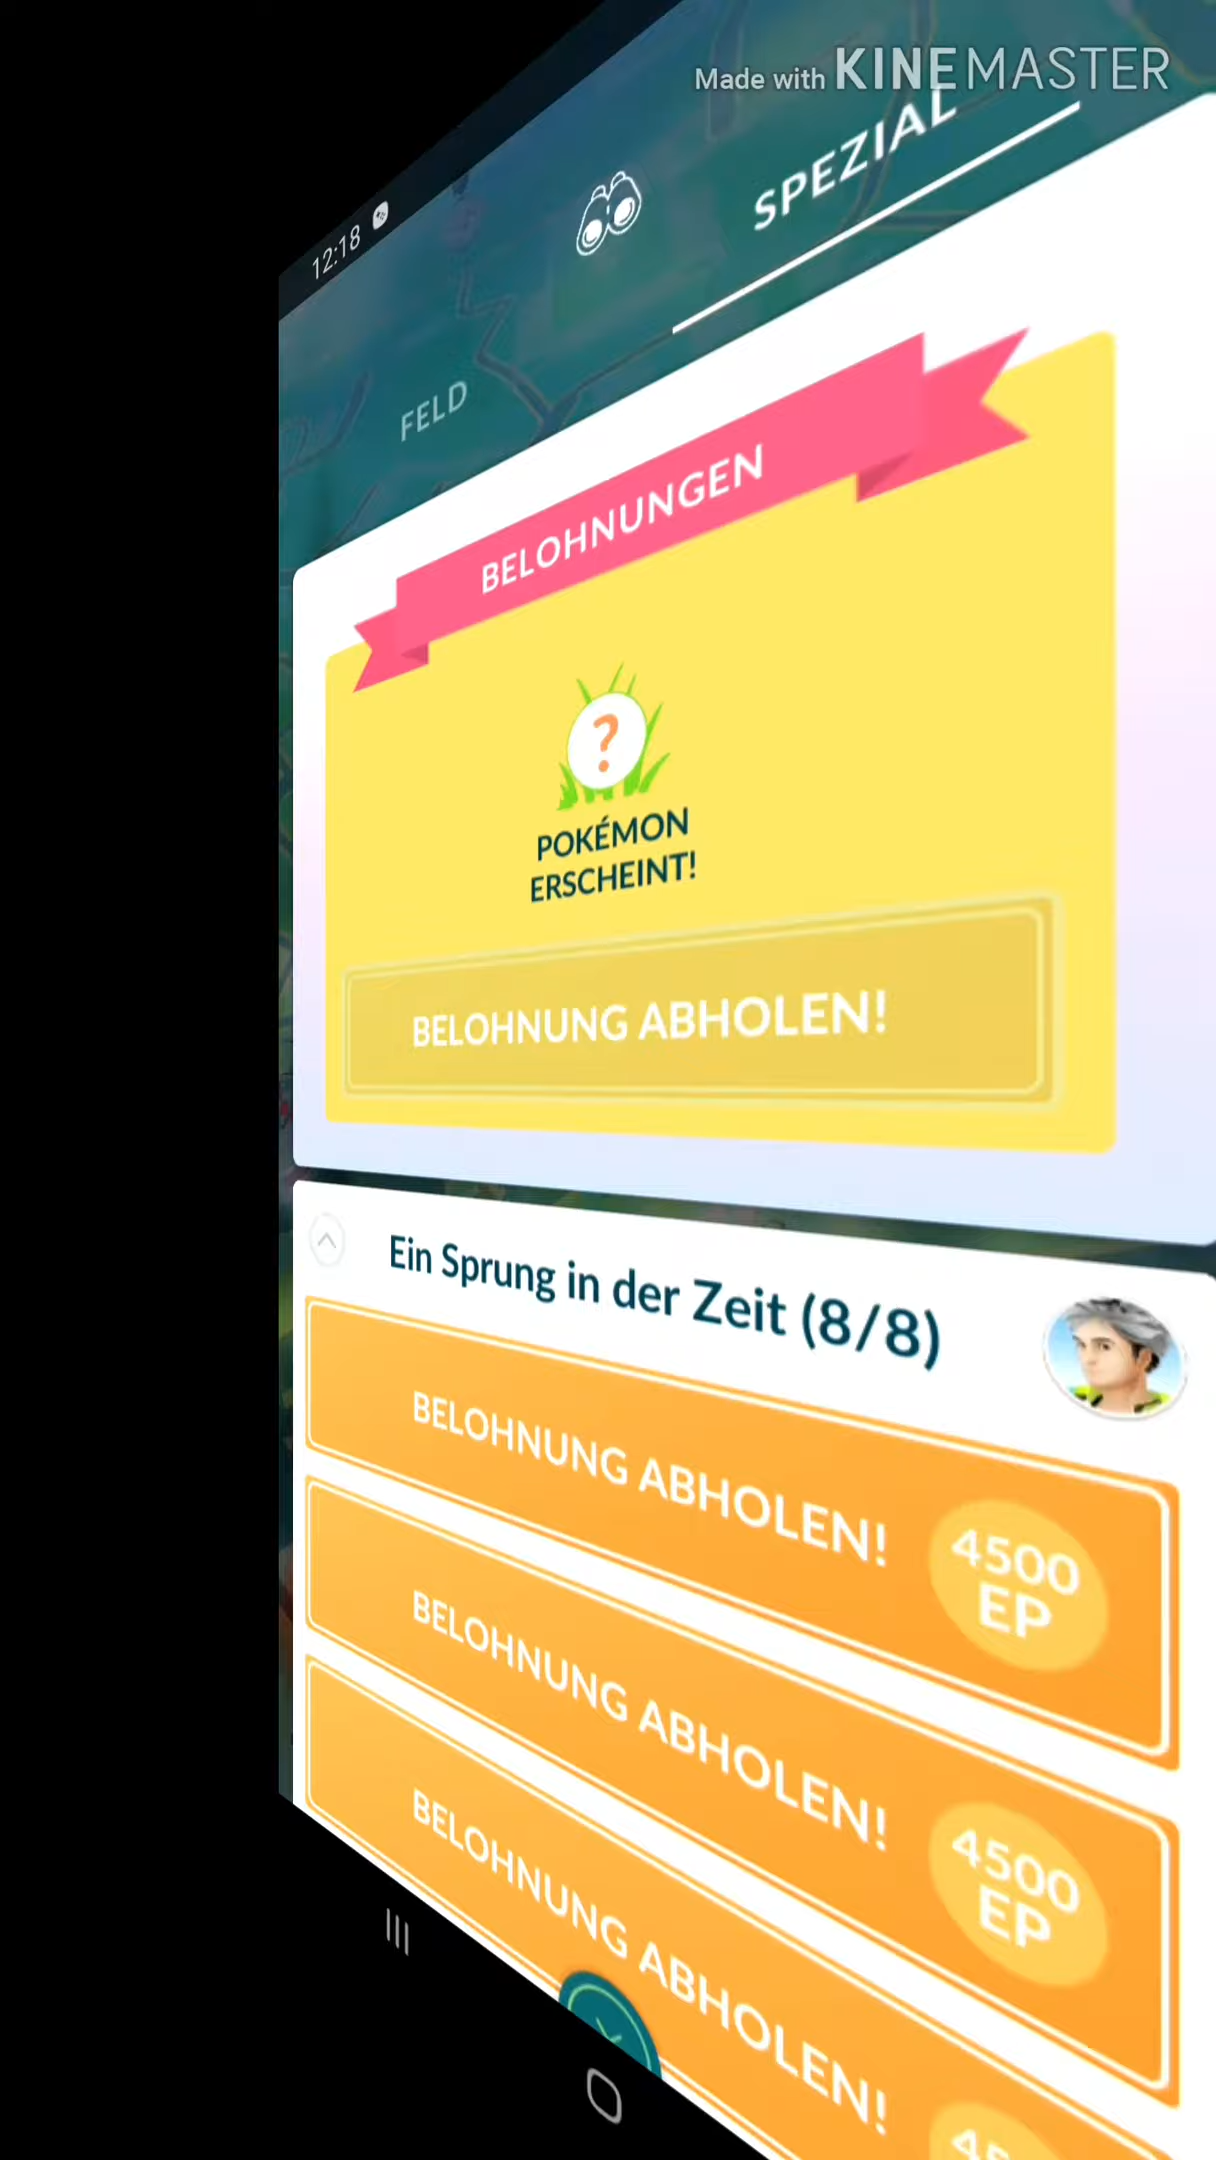 Made with KINEMASTER
12:18
SPEZIAL
FELD
BELOHNUNGEN
?
POKÉMON
ERSCHEINT!
BELOHNUNG ABHOLEN!
Ein Sprung in der Zeit (8/8)
BELOHNUNG ABHOLEN!
4500
EP
BELOHNUNG ABHOLEN!
4500
EP
BELOHNUNG ABHOLEN!